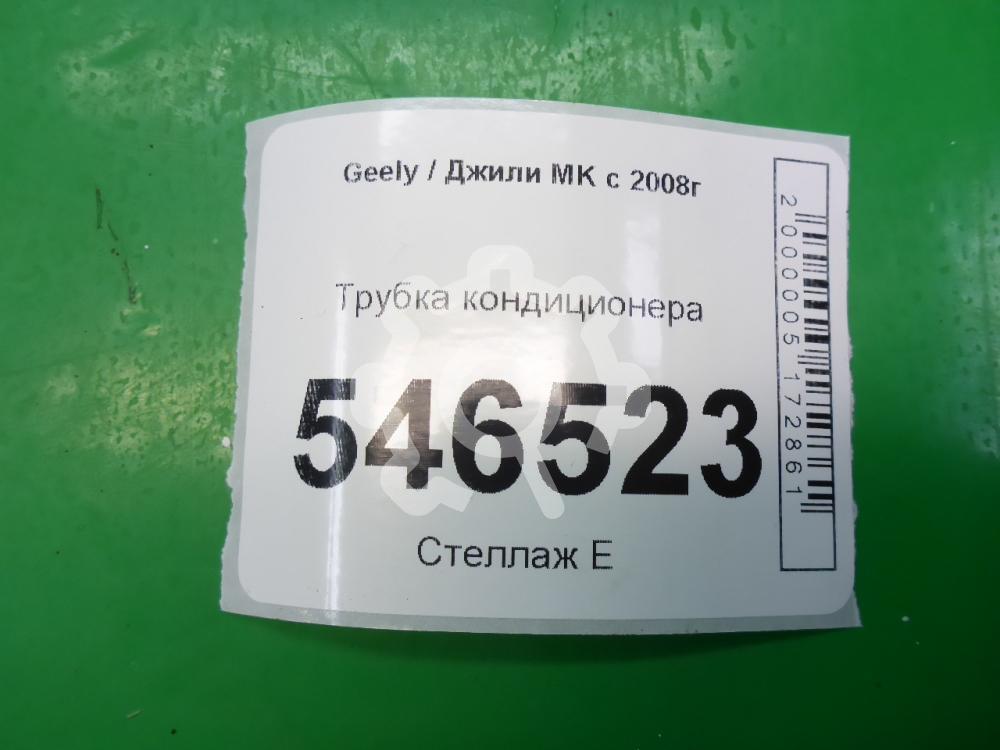 Geely / Джили МК с 2008г
Трубка кондиционера
546523
Стеллаж Е
2000005172861